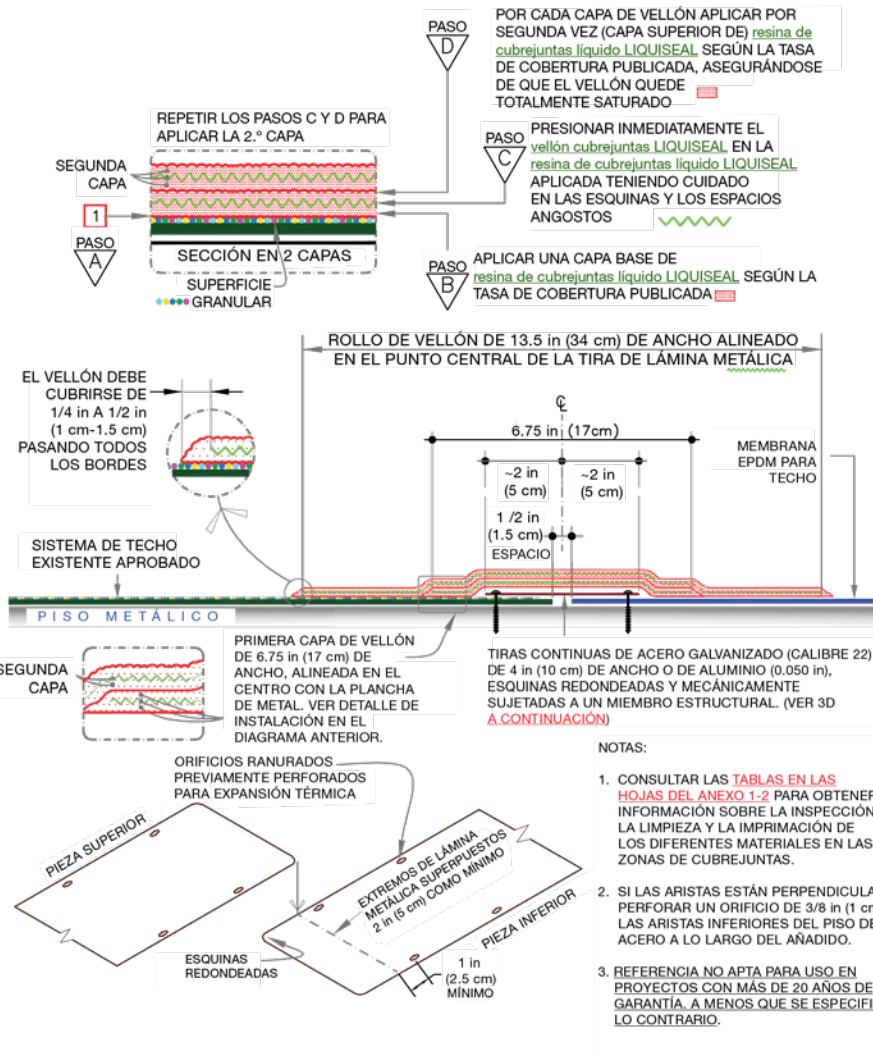 PASO
D
POR CADA CAPA DE VELLÓN APLICAR POR
SEGUNDA VEZ (CAPA SUPERIOR DE) resina de
cubrejuntas líquido LIQUISEAL SEGÚN LA TASA
DE COBERTURA PUBLICADA, ASEGURÁNDOSE
DE QUE EL VELLÓN QUEDE
TOTALMENTE SATURADO
REPETIR LOS PASOS C Y D PARA
APLICAR LA 2.º CAPA
PASO
C
PRESIONAR INMEDIATAMENTE EL
vellón cubrejuntas LIQUISEAL EN LA
resina de cubrejuntas líquido LIQUISEAL
APLICADA TENIENDO CUIDADO
EN LAS ESQUINAS Y LOS ESPACIOS
ANGOSTOS
SEGUNDA
CAPA
1
PASO
A
SECCIÓN EN 2 CAPAS
SUPERFICIE
GRANULAR
PASO
B
APLICAR UNA CAPA BASE DE
resina de cubrejuntas líquido LIQUISEAL SEGÚN LA
TASA DE COBERTURA PUBLICADA
ROLLO DE VELLÓN DE 13.5 in (34 cm) DE ANCHO ALINEADO
EN EL PUNTO CENTRAL DE LA TIRA DE LÁMINA METÁLICA
EL VELLÓN DEBE
CUBRIRSE DE
1/4 in A 1/2 in
(1 cm-1.5 cm)
PASANDO TODOS
LOS BORDES
6.75 in (17cm)
~2 in
(5 cm)
~2 in
(5 cm)
1 /2 in
(1.5 cm)
ESPACIO
MEMBRANA
EPDM PARA
TECHO
SISTEMA DE TECHO
EXISTENTE APROBADO
PISO METÁLICO
SEGUNDA
CAPA
PRIMERA CAPA DE VELLÓN
DE 6.75 in (17 cm) DE
ANCHO, ALINEADA EN EL
CENTRO CON LA PLANCHA
DE METAL. VER DETALLE DE
INSTALACIÓN EN EL
DIAGRAMA ANTERIOR.
TIRAS CONTINUAS DE ACERO GALVANIZADO (CALIBRE 22)
DE 4 in (10 cm) DE ANCHO O DE ALUMINIO (0.050 in),
ESQUINAS REDONDEADAS Y MECÁNICAMENTE
SUJETADAS A UN MIEMBRO ESTRUCTURAL. (VER 3D
A CONTINUACIÓN)
ORIFICIOS RANURADOS
PREVIAMENTE PERFORADOS
PARA EXPANSIÓN TÉRMICA
PIEZA SUPERIOR
EXTREMOS DE LÁMINA
METÁLICA SUPERPUESTOS
2 in (5 cm) COMO MÍNIMO
PIEZA INFERIOR
ESQUINAS
REDONDEADAS
1 in
(2.5 cm)
MÍNIMO
NOTAS:
1. CONSULTAR LAS TABLAS EN LAS
HOJAS DEL ANEXO 1-2 PARA OBTENER
INFORMACIÓN SOBRE LA INSPECCIÓN
LA LIMPIEZA Y LA IMPRIMACIÓN DE
LOS DIFERENTES MATERIALES EN LAS
ZONAS DE CUBREJUNTAS.
2. SI LAS ARISTAS ESTÁN PERPENDICULA
PERFORAR UN ORIFICIO DE 3/8 in (1 cm
LAS ARISTAS INFERIORES DEL PISO DE
ACERO A LO LARGO DEL AÑADIDO.
3. REFERENCIA NO APTA PARA USO EN
PROYECTOS CON MÁS DE 20 AÑOS DE
GARANTÍA. A MENOS QUE SE ESPECIFI
LO CONTRARIO.